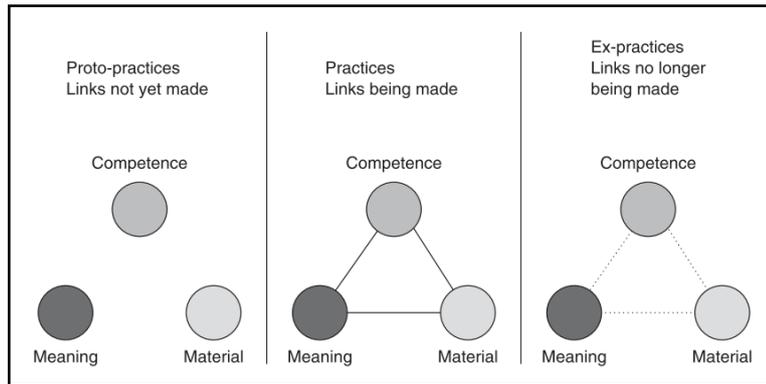 Proto-practices
Links not yet made
Competence
Meaning
Material
Practices
Links being made
Competence
Meaning
Material
Ex-practices
Links no longer
being made
Competence
Meaning
Material